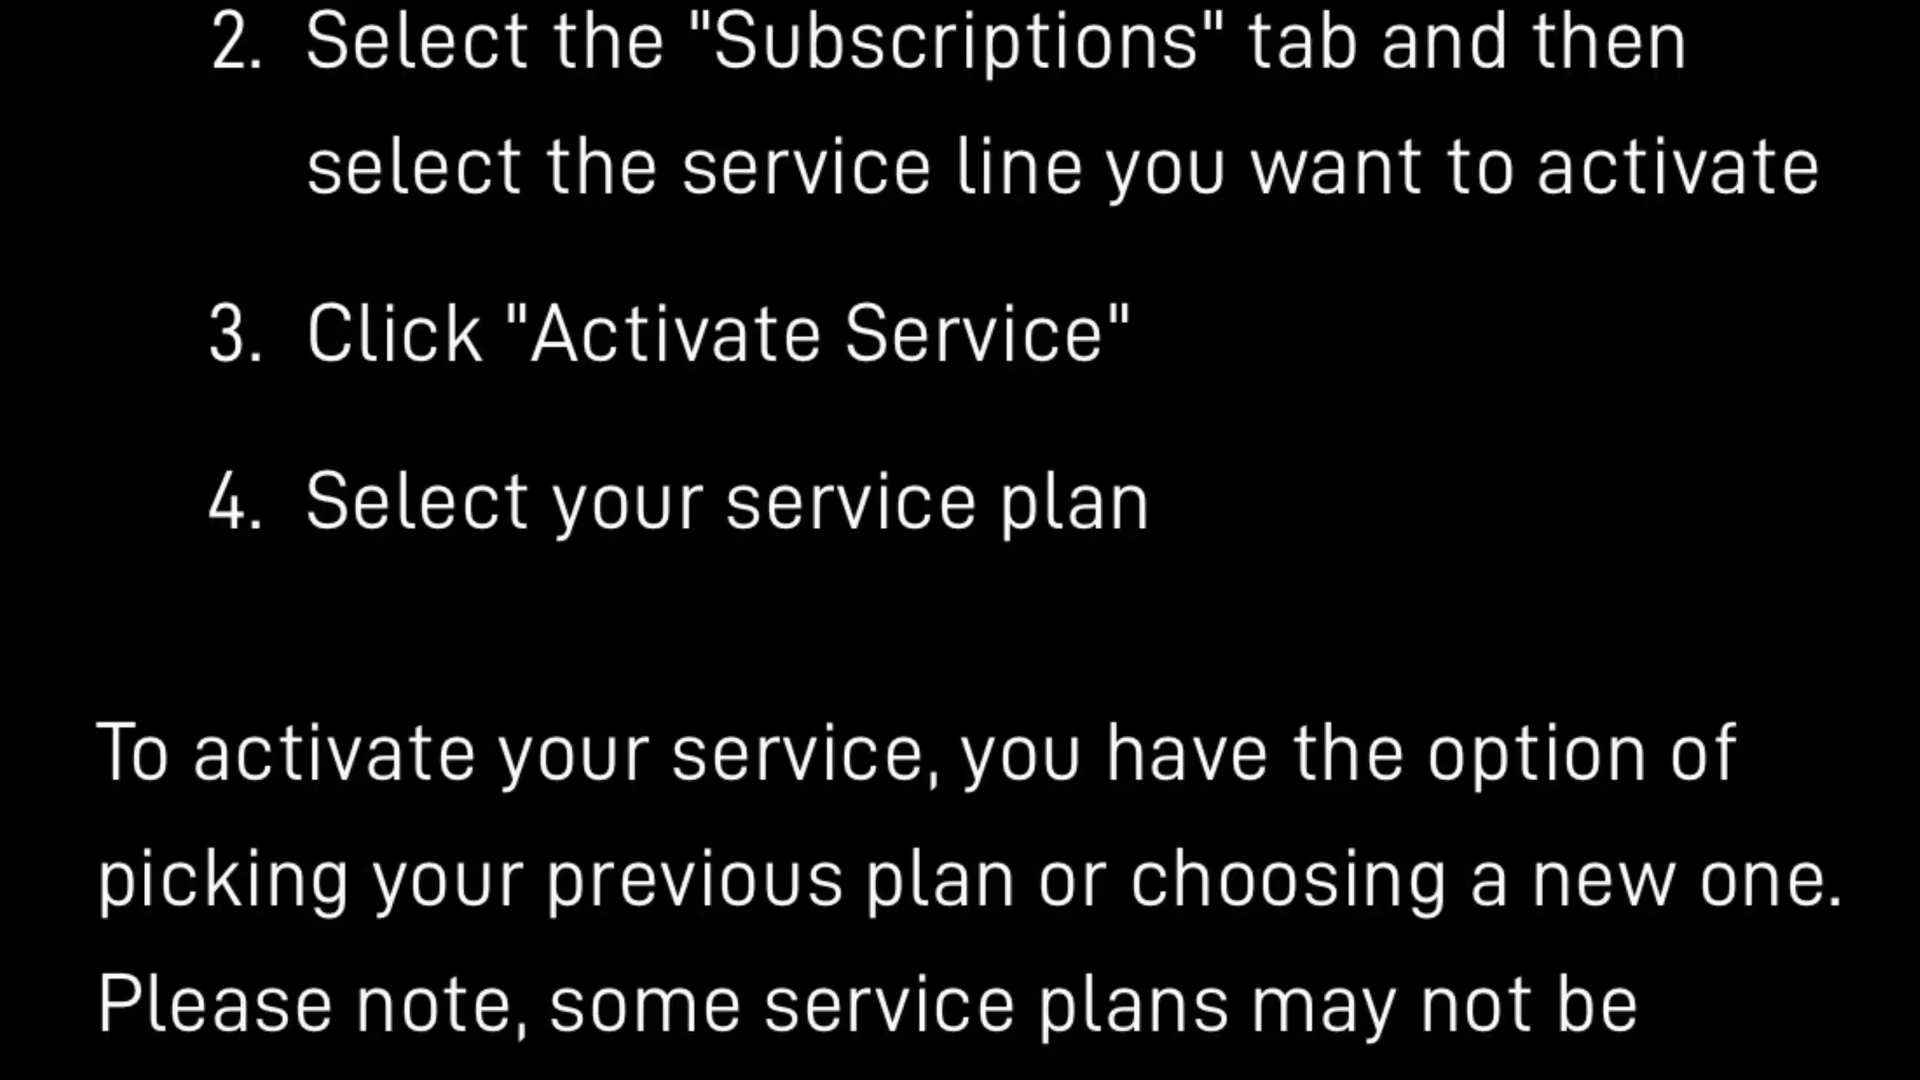 2. Select the "Subscriptions" tab and then
select the service line you want to activate
3. Click "Activate Service"
4. Select your service plan
To activate your service, you have the option of
picking your previous plan or choosing a new one.
Please note, some service plans may not be